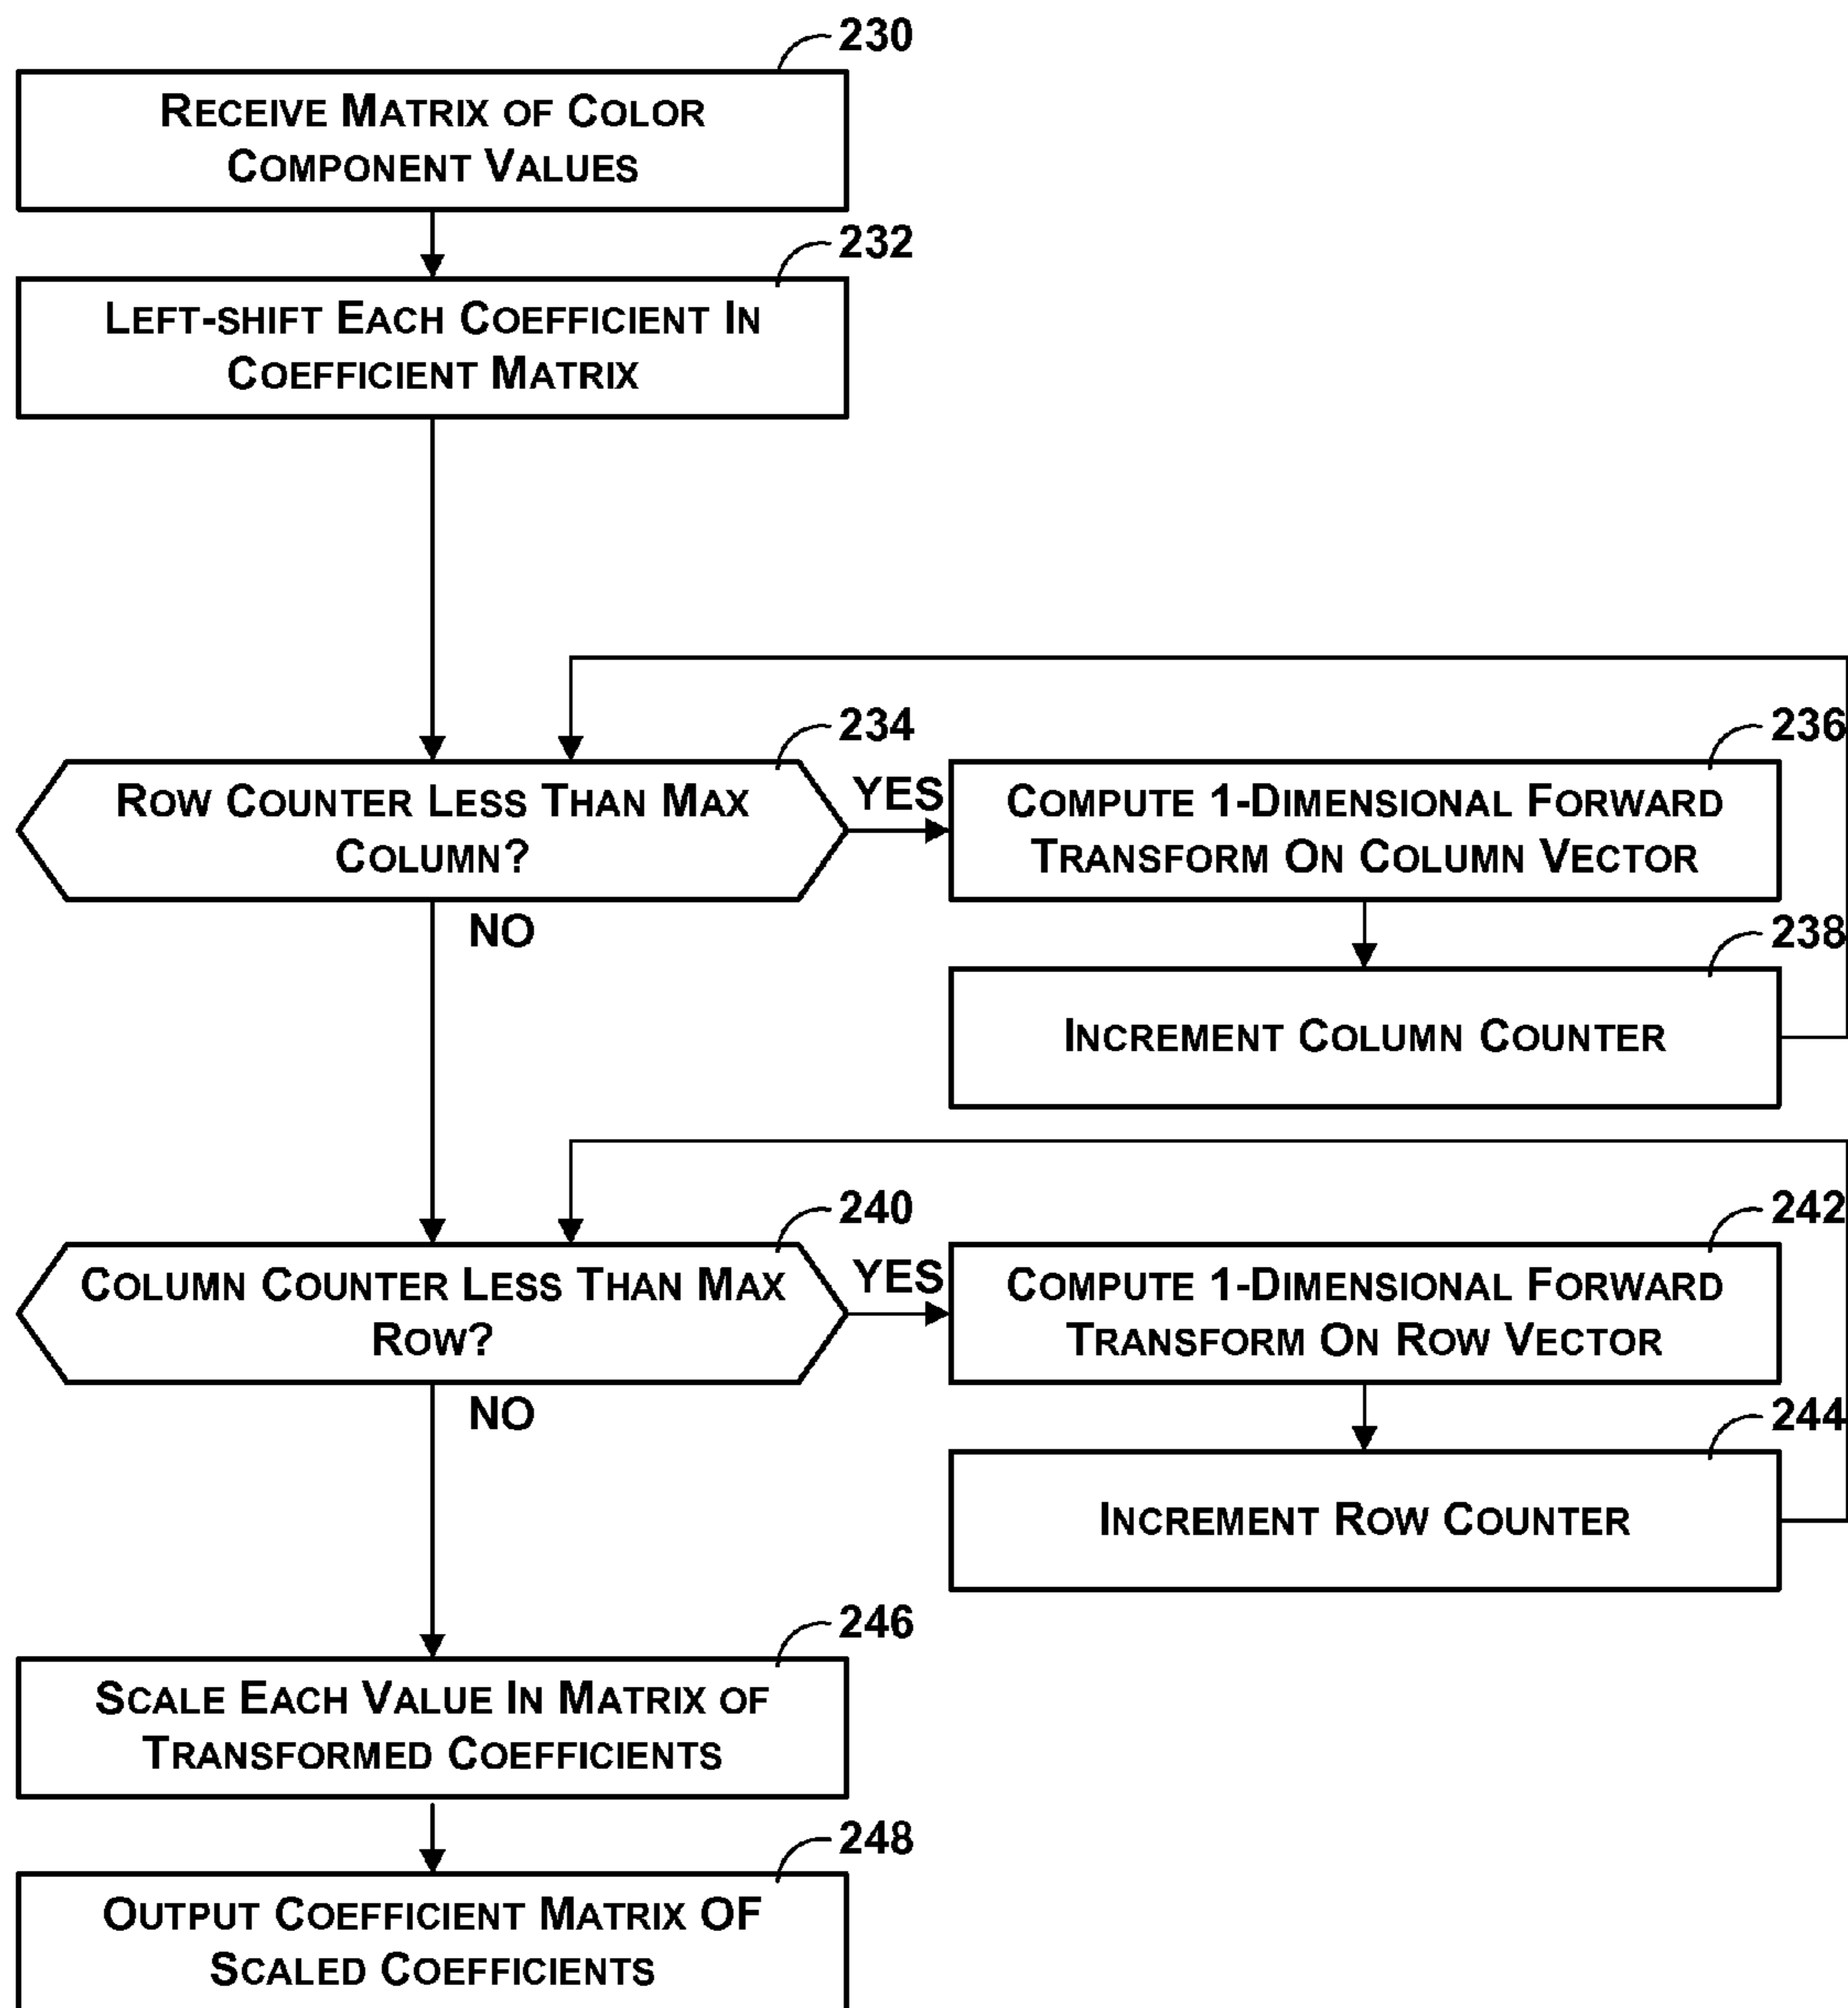 230
RECEIVE MATRIX OF COLOR
COMPONENT VALUES
232
LEFT-SHIFT EACH COEFFICIENT IN
COEFFICIENT MATRIX
234
ROW COUNTER LESS THAN MAX
COLUMN?
YES
NO
236
COMPUTE 1-DIMENSIONAL FORWARD
TRANSFORM ON COLUMN VECTOR
238
INCREMENT COLUMN COUNTER
240
COLUMN COUNTER LESS THAN MAX
ROW?
YES
NO
242
COMPUTE 1-DIMENSIONAL FORWARD
TRANSFORM ON ROW VECTOR
244
INCREMENT ROW COUNTER
246
SCALE EACH VALUE IN MATRIX OF
TRANSFORMED COEFFICIENTS
248
OUTPUT COEFFICIENT MATRIX OF
SCALED COEFFICIENTS